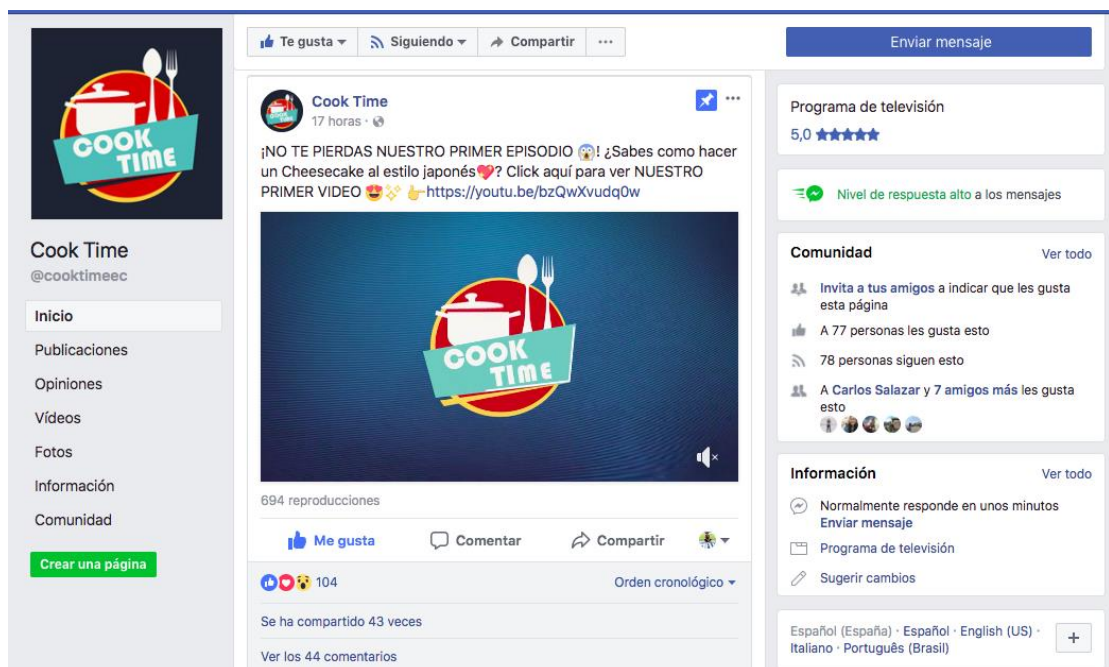 COOK
TIME
Cook Time
@cooktimeec
Inicio
Publicaciones
Opiniones
Vídeos
Fotos
Información
Comunidad
Crear una página
Te gusta
Siguiendo
Compartir
Cook Time
17 horas ·
¡NO TE PIERDAS NUESTRO PRIMER EPISODIO 😱! ¿Sabes como hacer
un Cheesecake al estilo japonés💖? Click aquí para ver NUESTRO
PRIMER VIDEO 😍✨ 👉https://youtu.be/bzQwXvudq0w
COOK
TIME
694 reproducciones
Me gusta
Comentar
Compartir
104
Orden cronológico
Se ha compartido 43 veces
Ver los 44 comentarios
Enviar mensaje
Programa de televisión
5,0 ★★★★★
Nivel de respuesta alto a los mensajes
Comunidad
Ver todo
Invita a tus amigos a indicar que les gusta
esta página
A 77 personas les gusta esto
78 personas siguen esto
A Carlos Salazar y 7 amigos más les gusta
esto
Información
Ver todo
Normalmente responde en unos minutos
Enviar mensaje
Programa de televisión
Sugerir cambios
Español (España) · Español · English (US) ·
Italiano · Português (Brasil)
+